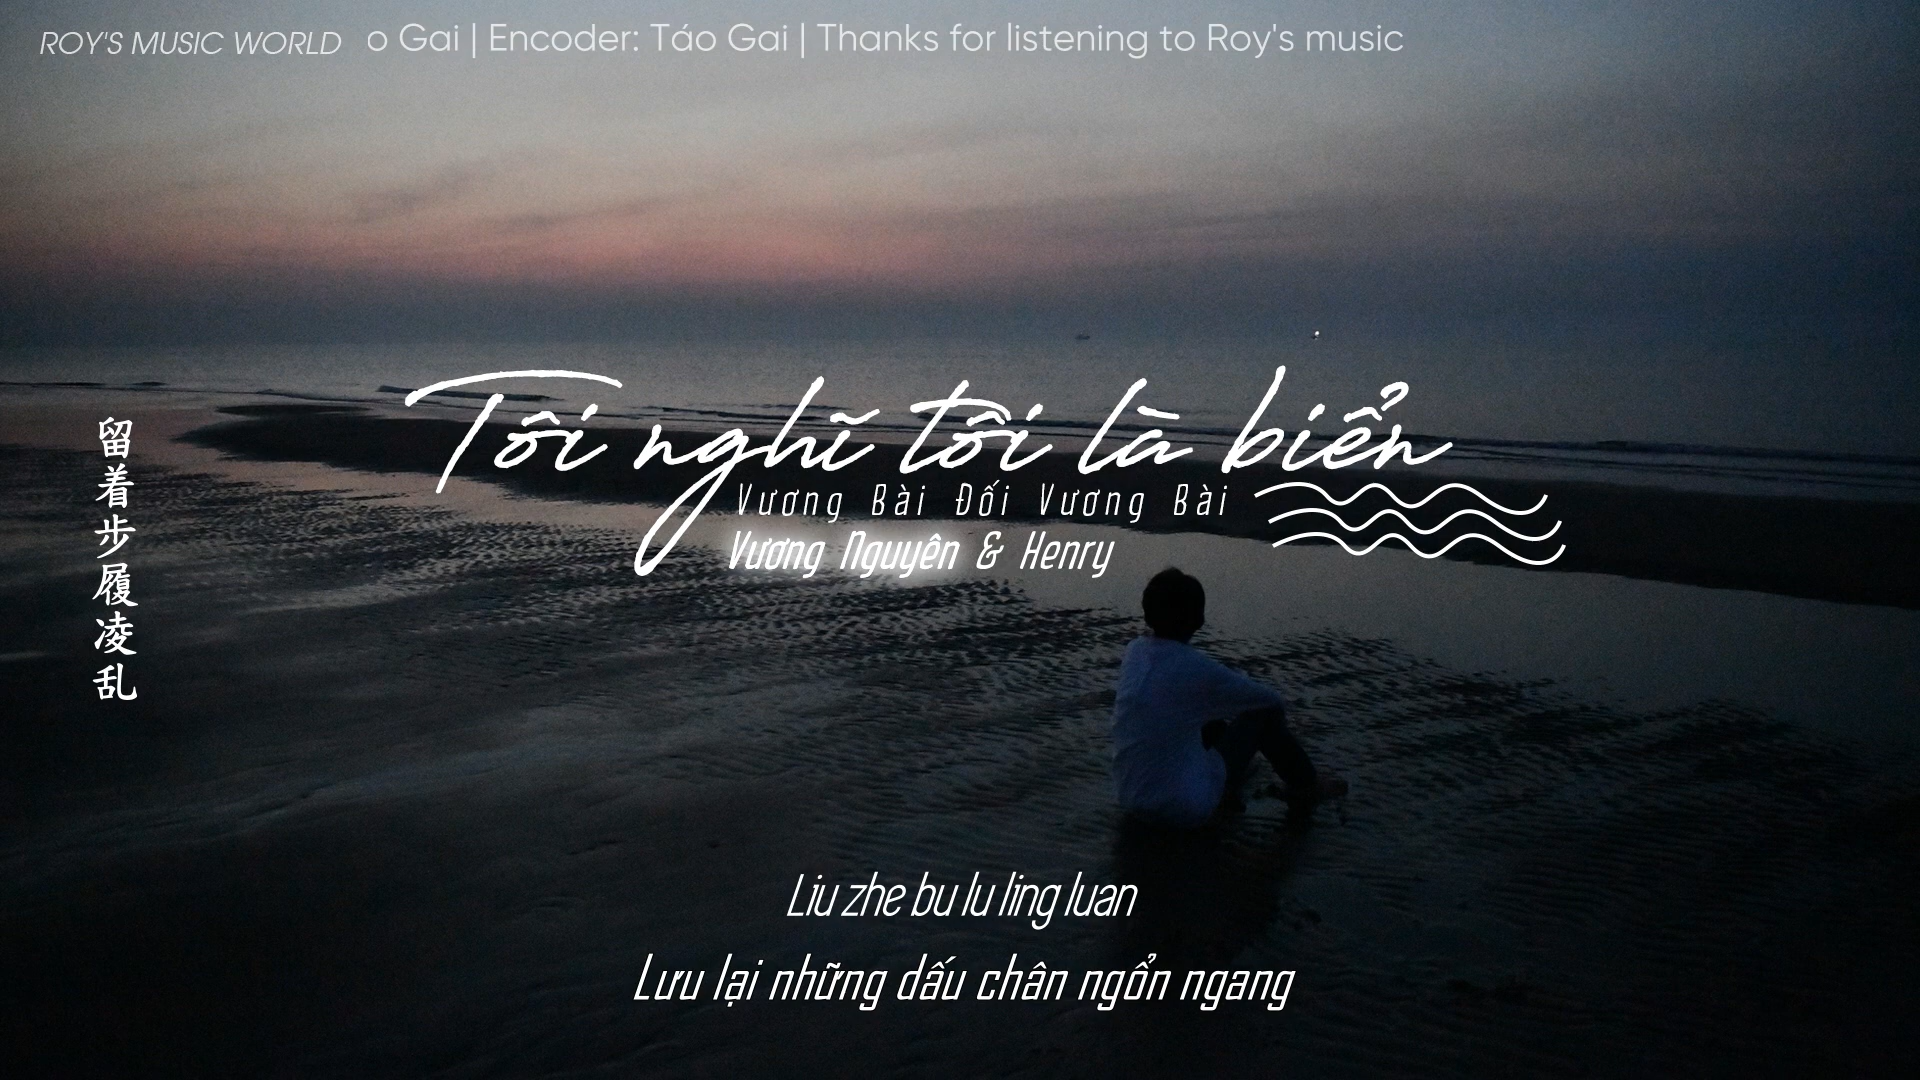 ROY'S MUSIC WORLD
o Gai | Encoder: Táo Gai | Thanks for listening to Roy's music
Tôi nghĩ tôi là biển
Vương Bài Đối Vương Bài
Vương Nguyên & Henry
留着步履凌乱
Liu zhe bu lu ling luan
Lưu lại những dấu chân ngổn ngang